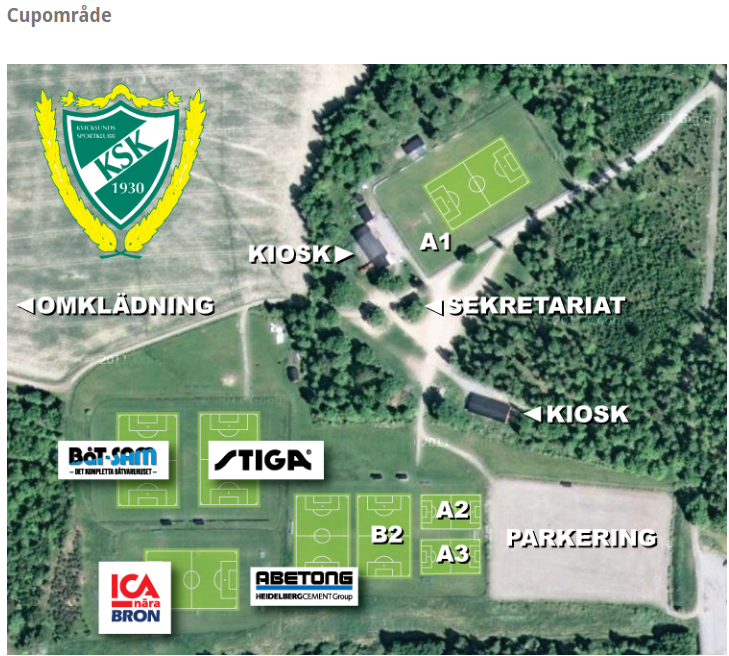 Cupområde
KVICKSUNDS
SPORTKLUBB
KSK
1930
A1
KIOSK
OMKLÄDNING
SEKRETARIAT
KIOSK
BåT-SAM
– DET KOMPLETTA BÅTVARUHUSET –
STIGA
A2
B2
PARKERING
A3
ICA
nära
BRON
ABETONG
HEIDELBERGCEMENT Group